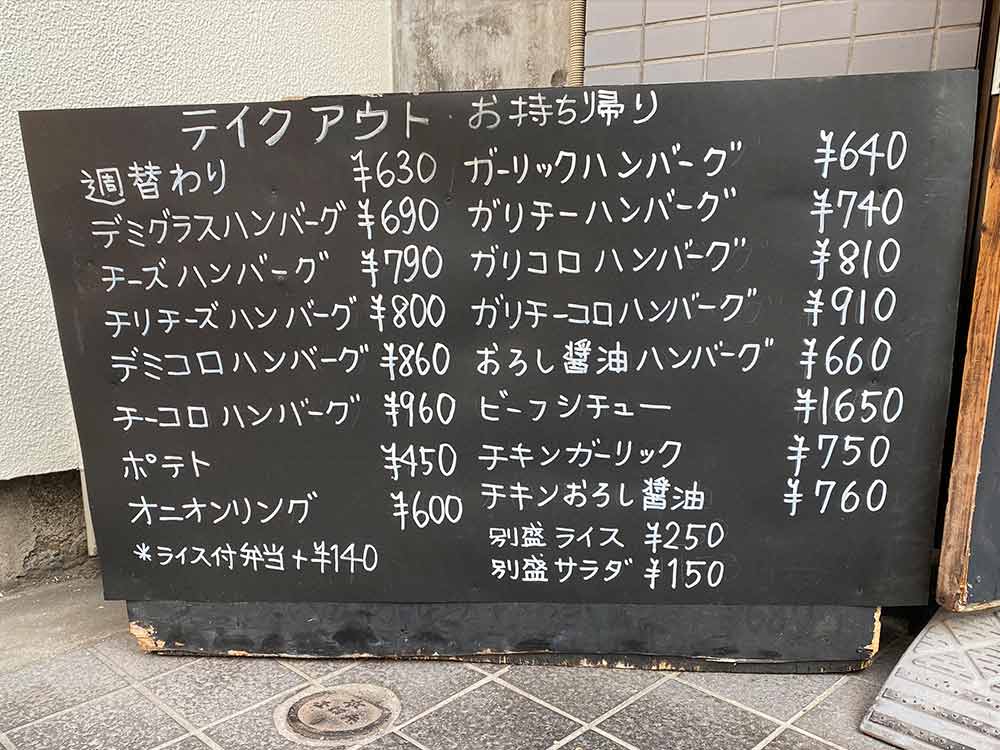 テイクアウト・お持ち帰り
週替わり ¥630
デミグラスハンバーグ ¥690
チーズハンバーグ ¥790
チリチーズハンバーグ ¥800
デミコロハンバーグ ¥860
チーコロハンバーグ ¥960
ポテト ¥450
オニオンリング ¥600
*ライス付弁当+¥140
ガーリックハンバーグ ¥640
ガリチーハンバーグ ¥740
ガリコロハンバーグ ¥810
ガリチーコロハンバーグ ¥910
おろし醤油ハンバーグ ¥660
ビーフシチュー ¥1650
チキンガーリック ¥750
チキンおろし醤油 ¥760
別盛ライス ¥250
別盛サラダ ¥150